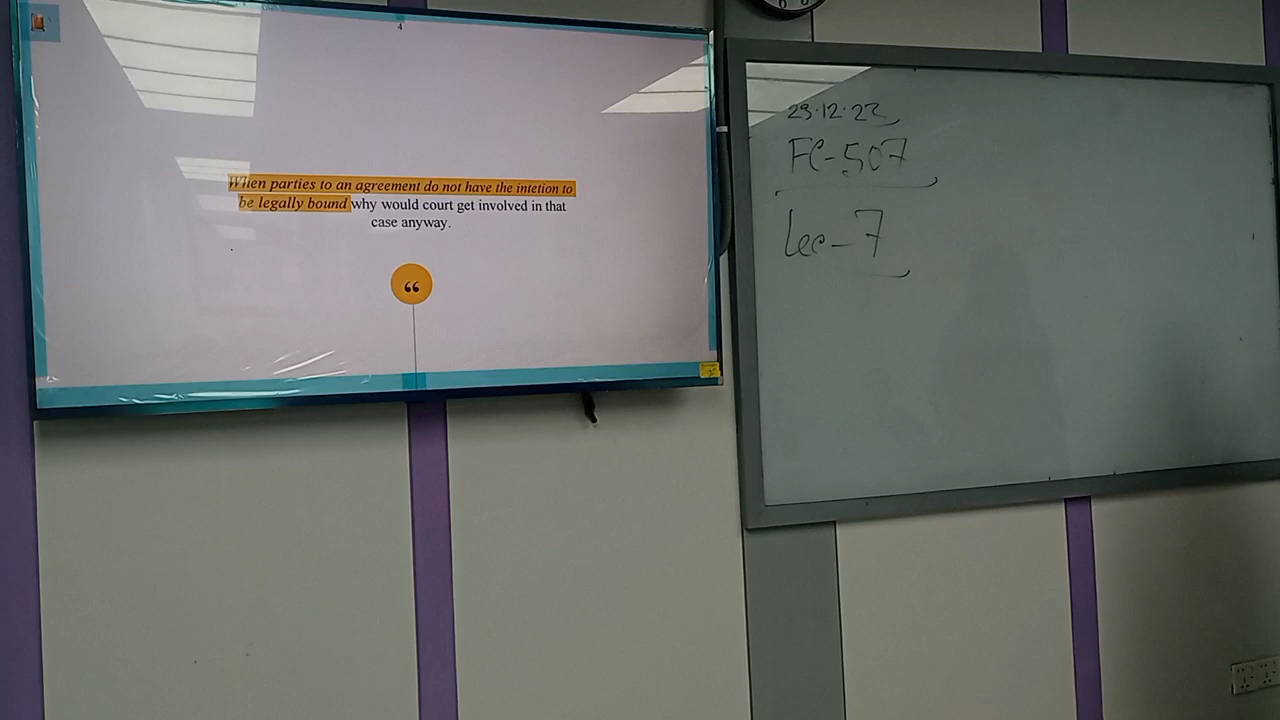 4
When parties to an agreement do not have the intetion to
be legally bound why would court get involved in that
case anyway.
“
29.12.22
FC-507
Lec-7